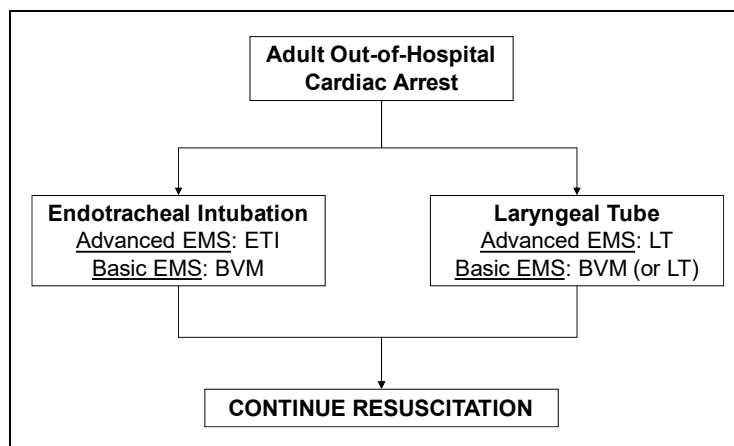 Adult Out-of-Hospital
Cardiac Arrest
Endotracheal Intubation
Advanced EMS: ETI
Basic EMS: BVM
Laryngeal Tube
Advanced EMS: LT
Basic EMS: BVM (or LT)
CONTINUE RESUSCITATION